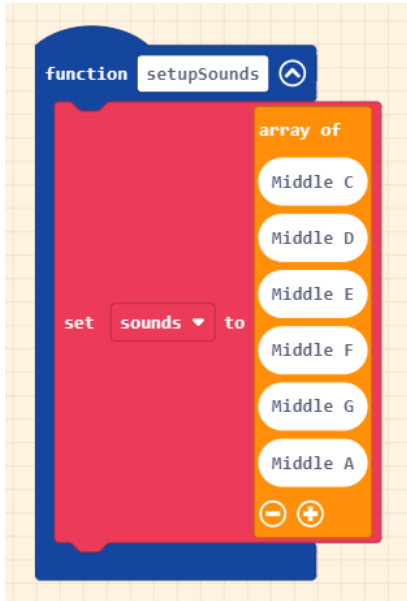 function setupSounds
array of
Middle C
Middle D
Middle E
set sounds to
Middle F
Middle G
Middle A